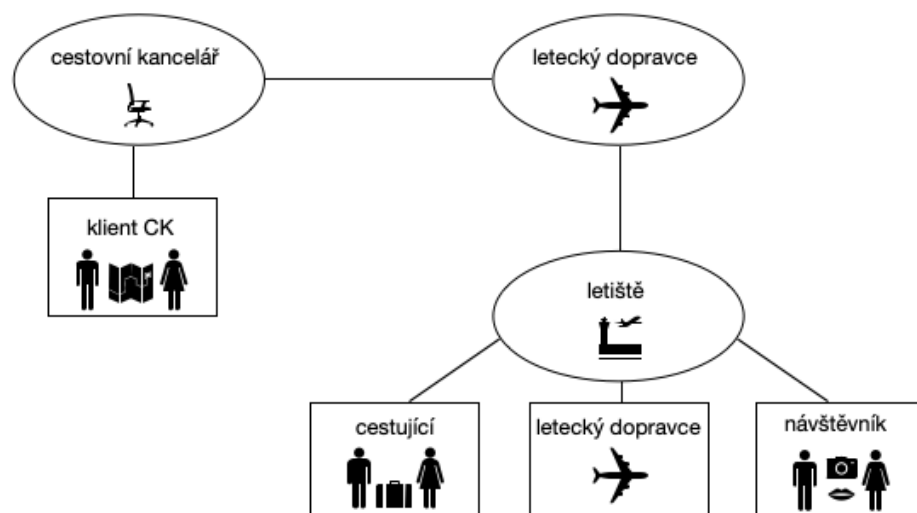 cestovní kancelář
letecký dopravce
klient CK
letiště
cestující
letecký dopravce
návštěvník